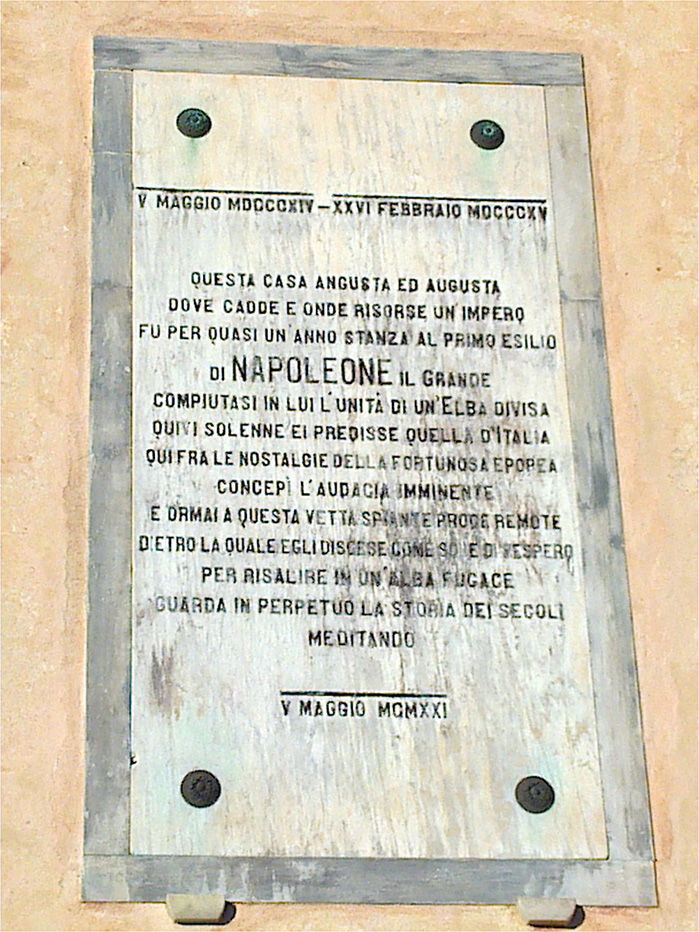 V MAGGIO MDCCCXIV – XXVI FEBBRAIO MDCCCXV
QUESTA CASA ANGUSTA ED AUGUSTA
DOVE CADDE E ONDE RISORSE UN'IMPERO
FU PER QUASI UN'ANNO STANZA AL PRIMO ESILIO
DI NAPOLEONE IL GRANDE
COMPIUTASI IN LUI L'UNITÀ DI UN'ELBA DIVISA
QUIVI SOLENNE EI PREDISSE QUELLA D'ITALIA
QUI FRA LE NOSTALGIE DELLA FORTUNOSA EPOPEA
CONCEPÌ L'AUDACIA IMMINENTE
E ORMAI A QUESTA VETTA SPIANTE PRODE REMOTE
DIETRO LA QUALE EGLI DISCESE COME SOLE DI VESPERO
PER RISALIRE IN UN'ALBA FUGACE
GUARDA IN PERPETUO LA STORIA DEI SECOLI
MEDITANDO
V MAGGIO MCMXXI